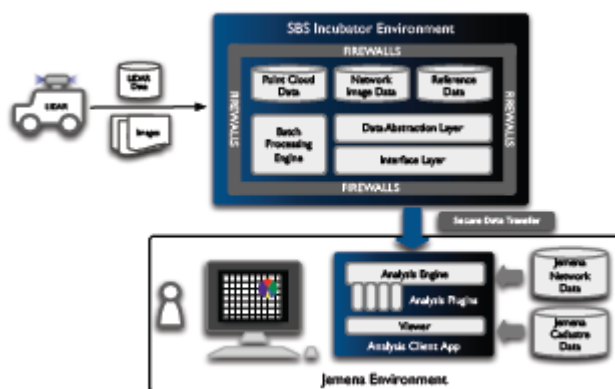 SBS Incubator Environment
FIREWALLS
LIDAR
Data
LIDAR
Images
FIREWALLS
Point Cloud
Data
Network
Image Data
Reference
Data
FIREWALLS
Batch
Processing
Engine
Data Abstraction Layer
Interface Layer
FIREWALLS
Secure Data Transfer
Analysis Engine
Analysis Plugins
Viewer
Analysis Client App
Jemena
Network
Data
Jemena
Cadastre
Data
Jemena Environment